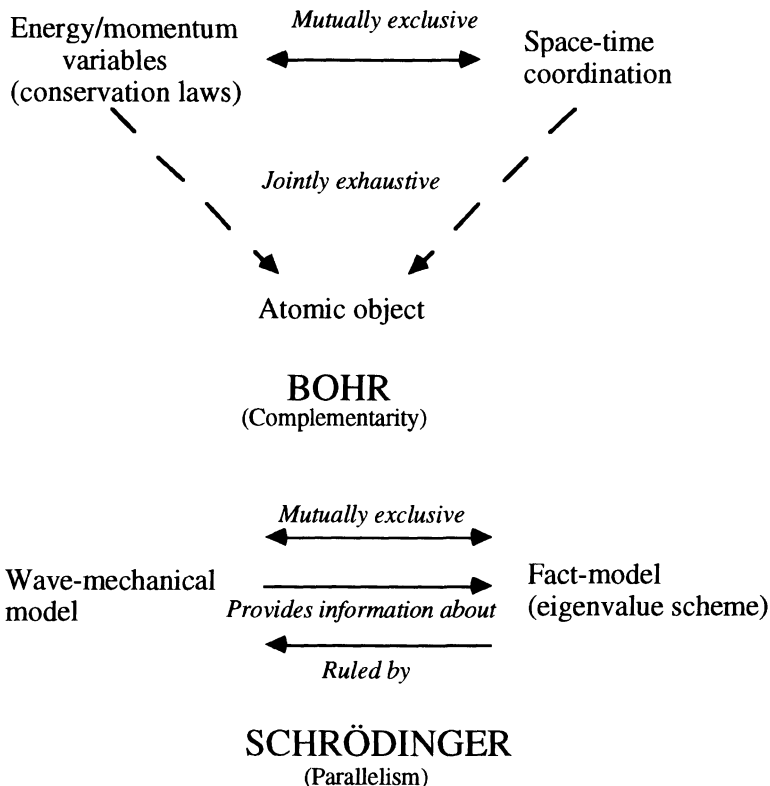 Energy/momentum
variables
(conservation laws)
Mutually exclusive
Space-time
coordination
Jointly exhaustive
Atomic object
BOHR
(Complementarity)
Mutually exclusive
Wave-mechanical
model
Provides information about
Fact-model
(eigenvalue scheme)
Ruled by
SCHRÖDINGER
(Parallelism)